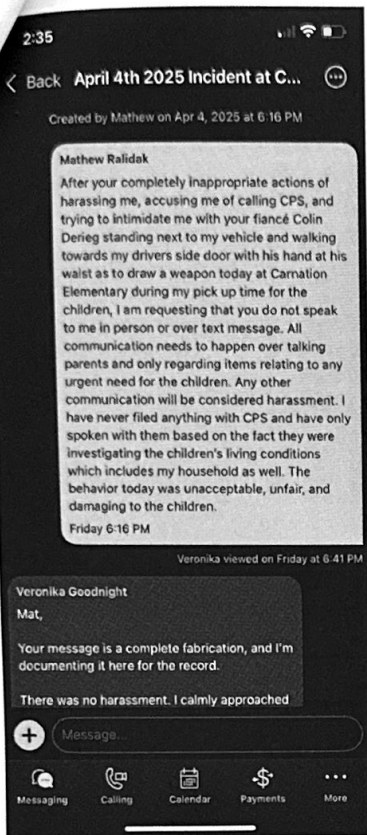 2:35
Back April 4th 2025 Incident at C...
Created by Mathew on Apr 4, 2025 at 6:16 PM
Mathew Ralidak
After your completely inappropriate actions of
harassing me, accusing me of calling CPS, and
trying to intimidate me with your fiancé Colin
Derieg standing next to my vehicle and walking
towards my drivers side door with his hand at his
waist as to draw a weapon today at Carnation
Elementary during my pick up time for the
children, I am requesting that you do not speak
to me in person or over text message. All
communication needs to happen over talking
parents and only regarding items relating to any
urgent need for the children. Any other
communication will be considered harassment. I
have never filed anything with CPS and have only
spoken with them based on the fact they were
investigating the children's living conditions
which includes my household as well. The
behavior today was unacceptable, unfair, and
damaging to the children.
Friday 6:16 PM
Veronika viewed on Friday at 6:41 PM
Veronika Goodnight
Mat,
Your message is a complete fabrication, and I'm
documenting it here for the record.
There was no harassment. I calmly approached
Message...
Messaging Calling Calendar Payments More